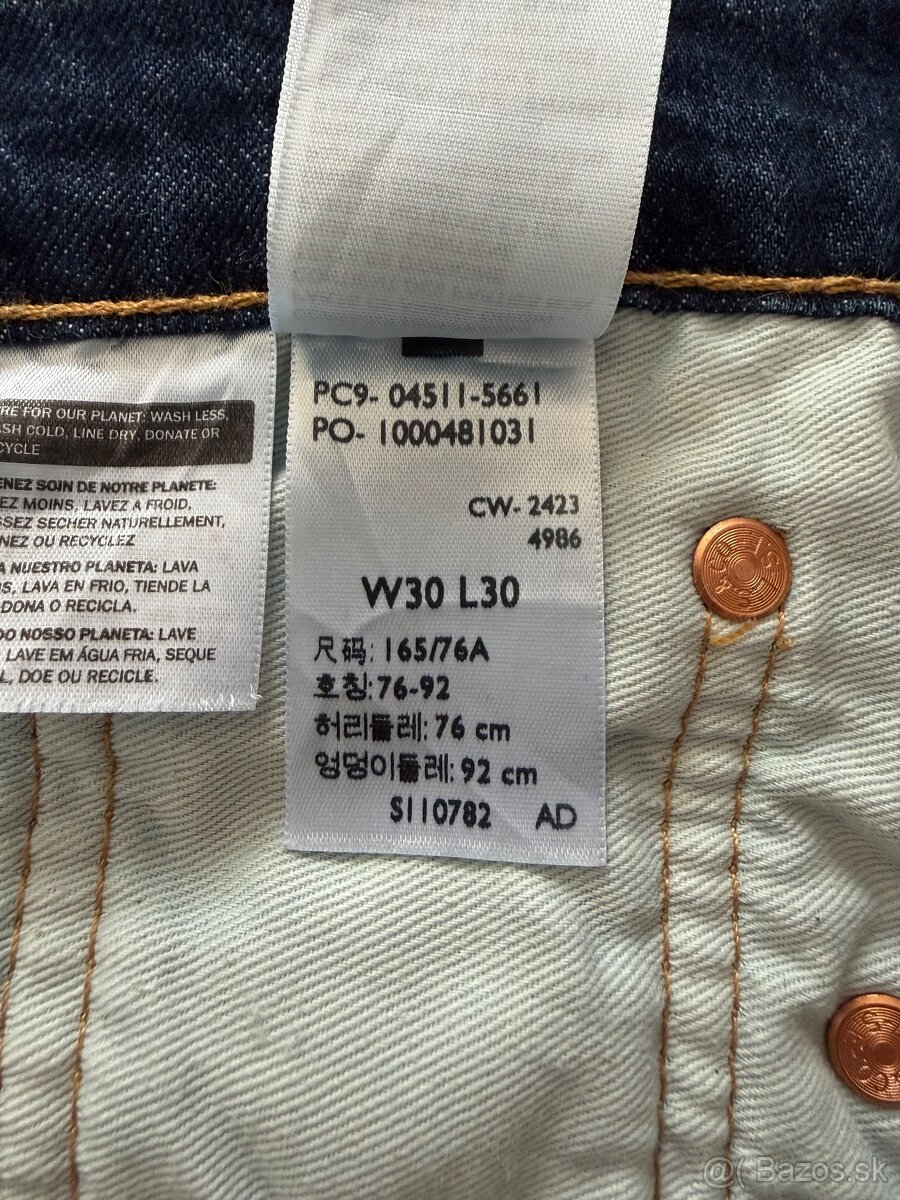 RE FOR OUR PLANET: WASH LESS,
SH COLD, LINE DRY, DONATE OR
CYCLE
ENEZ SOIN DE NOTRE PLANETE:
EZ MOINS, LAVEZ A FROID,
SSEZ SECHER NATURELLEMENT,
NEZ OU RECYCLEZ
A NUESTRO PLANETA: LAVA
S, LAVA EN FRIO, TIENDE LA
DONA O RECICLA.
DO NOSSO PLANETA: LAVE
LAVE EM ÁGUA FRIA, SEQUE
L, DOE OU RECICLE.
PC9- 04511-5661
PO- 1000481031
CW- 2423
4986
W30 L30
尺码: 165/76A
호칭: 76-92
허리둘레: 76 cm
엉덩이둘레: 92 cm
S110782 AD
@( Bazos.sk